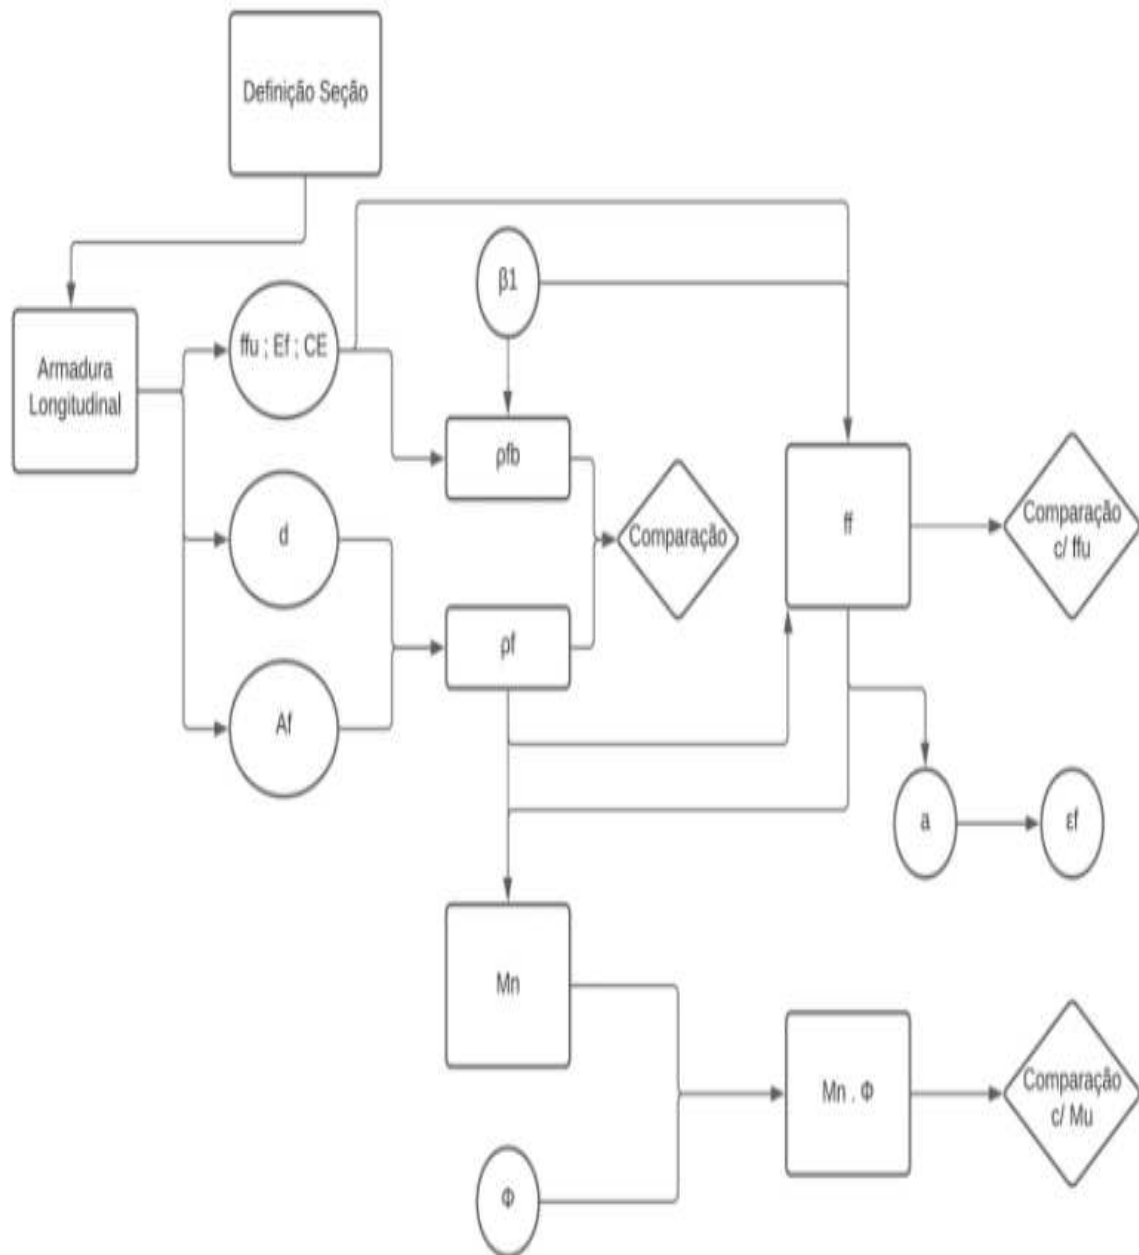 Definição Seção
β1
ffu ; Ef ; CE
Armadura
Longitudinal
ρfb
Comparação
c/ ffu
ff
d
Comparação
ρf
Af
a
εf
Mn
Mn . Φ
Comparação
c/ Mu
Φ